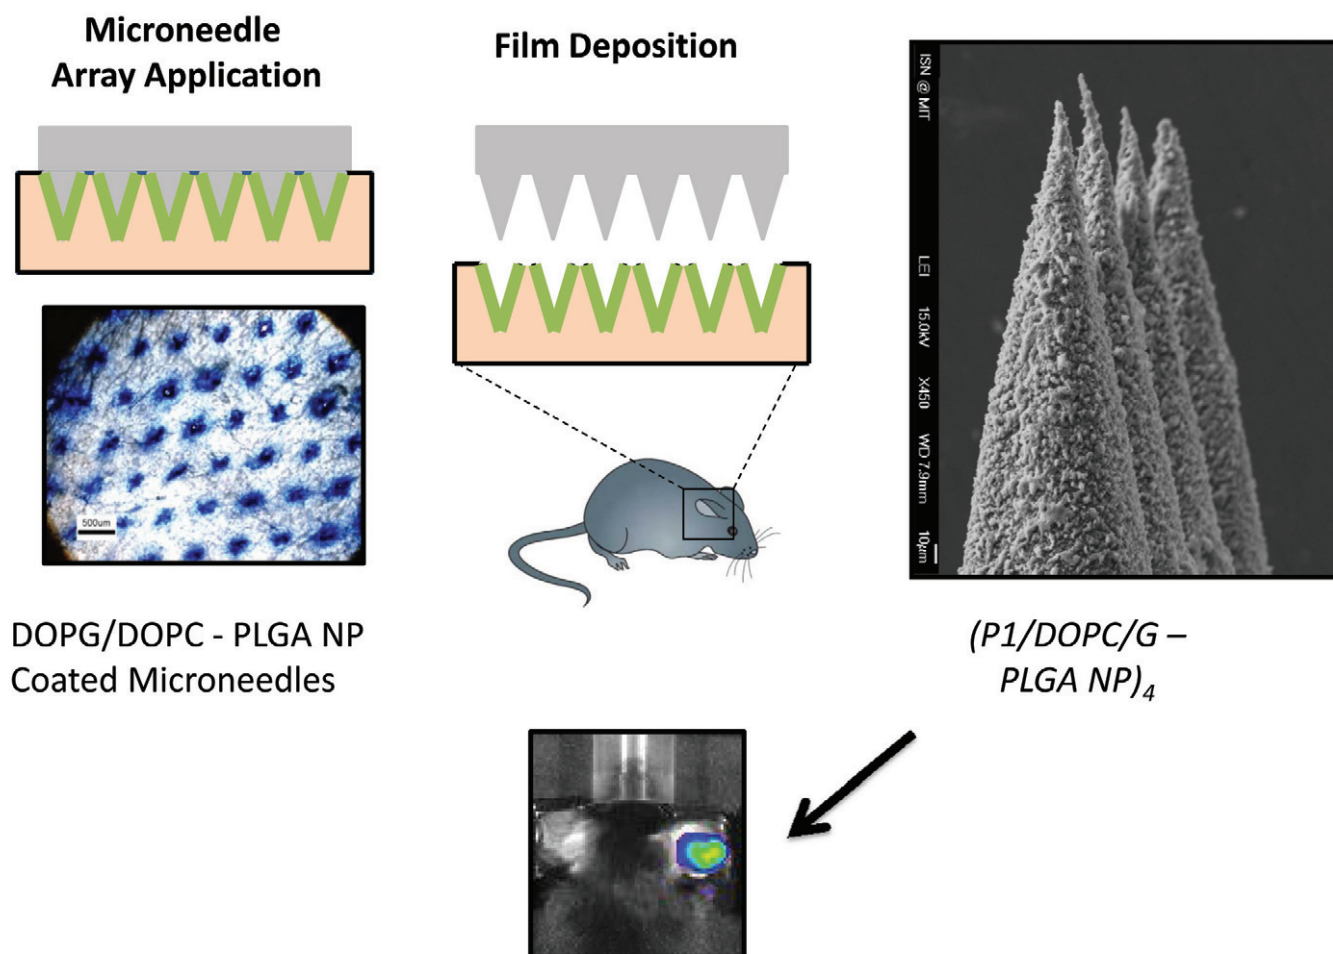 Microneedle
Array Application
Film Deposition
ISN @ MIT
LEI
15.0kV
X450
WD 7.9mm
10µm
500um
DOPG/DOPC - PLGA NP
Coated Microneedles
(P1/DOPC/G –
PLGA NP)4